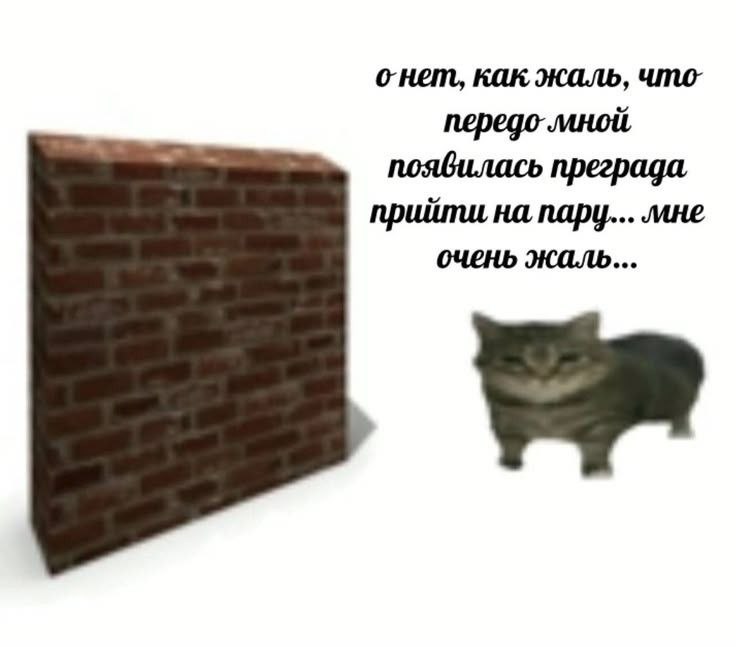 о нет, как жаль, что
передо мной
появилась преграда
прийти на пару... мне
очень жаль...